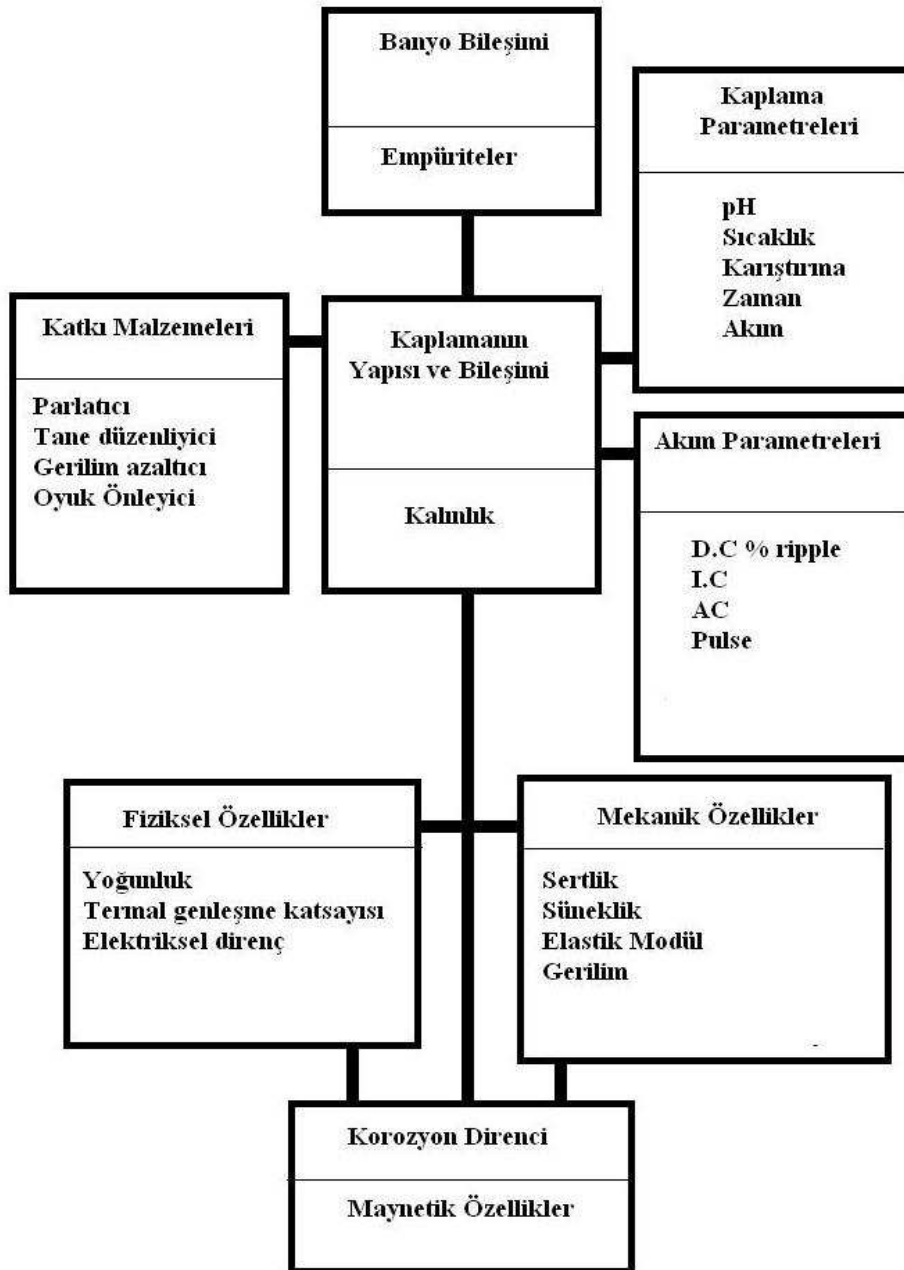 Banyo Bileşimi
Empüriteler
Kaplama
Parametreleri
pH
Sıcaklık
Karıştırma
Zaman
Akım
Katkı Malzemeleri
Parlatıcı
Tane düzenliyici
Gerilim azaltıcı
Oyuk Önleyici
Kaplamanın
Yapısı ve Bileşimi
Kalınlık
Akım Parametreleri
D.C % ripple
I.C
AC
Pulse
Fiziksel Özellikler
Yoğunluk
Termal genleşme katsayısı
Elektriksel direnç
Mekanik Özellikler
Sertlik
Süneklik
Elastik Modül
Gerilim
Korozyon Direnci
Maynetik Özellikler